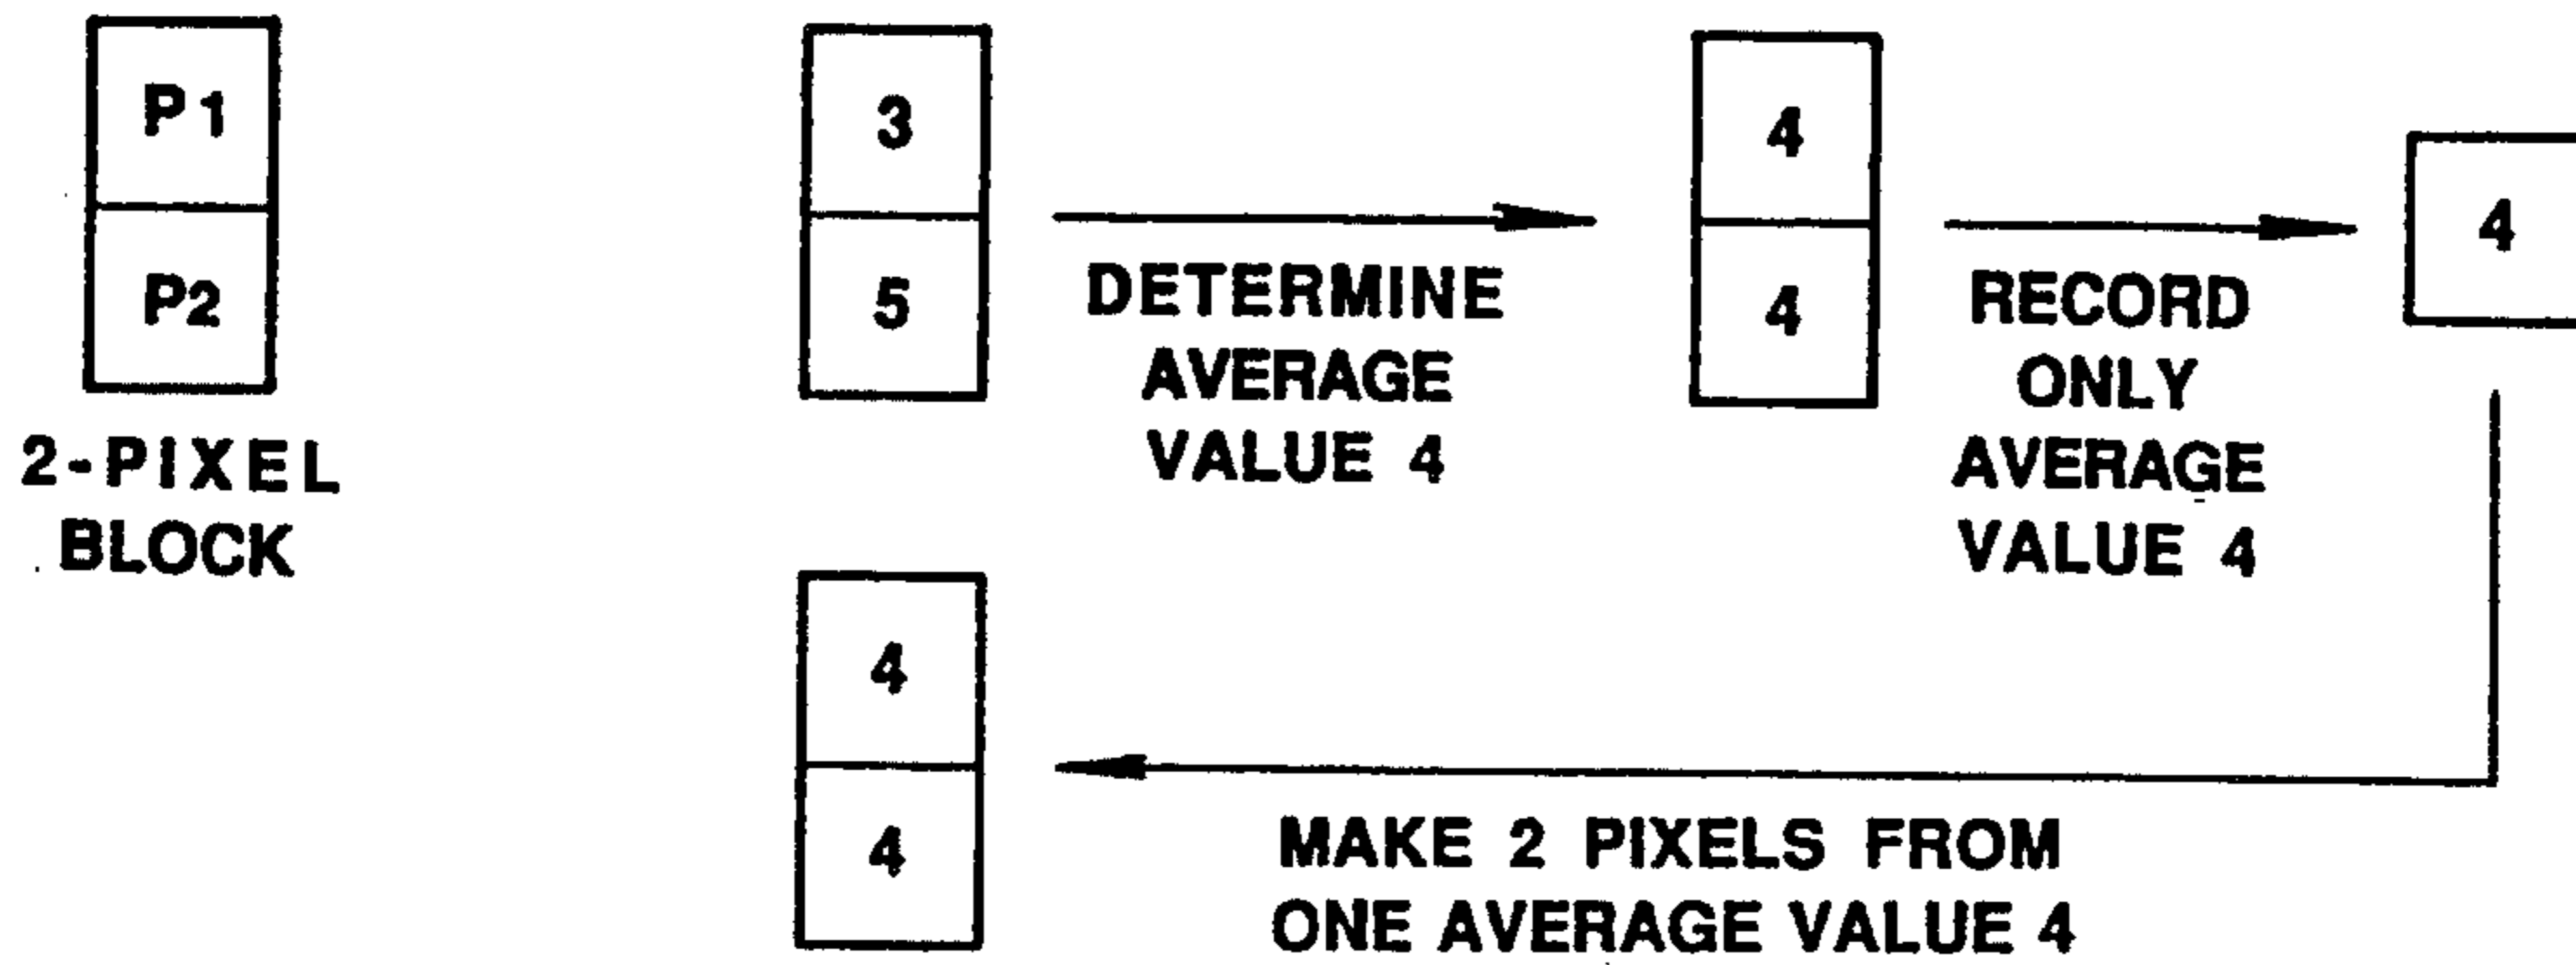 P1
P2
2-PIXEL
BLOCK
3
5
DETERMINE
AVERAGE
VALUE 4
4
4
RECORD
ONLY
AVERAGE
VALUE 4
4
4
4
MAKE 2 PIXELS FROM
ONE AVERAGE VALUE 4